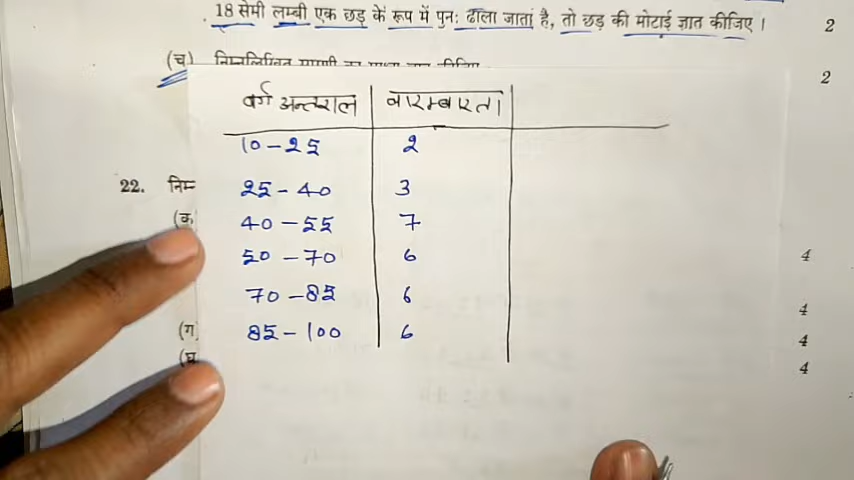 18 सेमी लम्बी एक छड़ के रूप में पुनः ढाला जाता है, तो छड़ की मोटाई ज्ञात कीजिए । 2
(च) 2
वर्ग अन्तराल वारम्बारता
10-25 2
25-40 3
22. निम्न
40-55 7
(क
50-70 6 4
70-85 6 4
85-100 6
(ग) 4
(घ 4